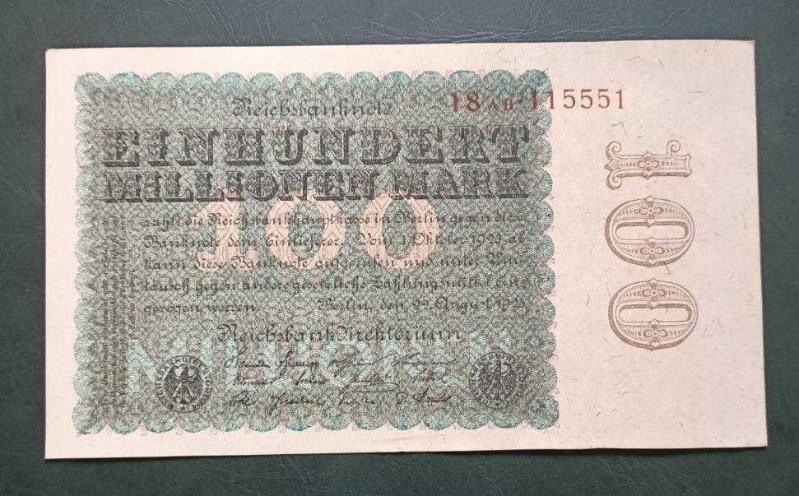 Reichsbanknote
18 AB·115551
EINHUNDERT
MILLIONEN MARK
100
zahlt die Reichsbankhauptkasse in Berlin gegen diese
Banknote dem Einlieferer. Vom 1. Oktober 1923 ab
kann diese Banknote aufgerufen und unter Um-
tausch gegen andere gesetzliche Zahlungsmittel ein-
gezogen werden. Berlin, den 22. August 1923
Reichsbankdirektorium
MILLIONEN
100